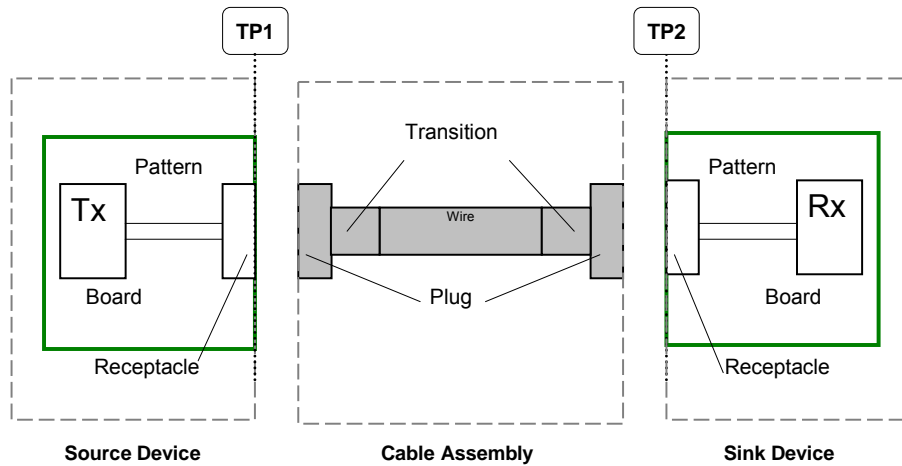 TP1
TP2
Transition
Pattern
Pattern
Tx
Wire
Rx
Board
Plug
Board
Receptacle
Receptacle
Source Device
Cable Assembly
Sink Device